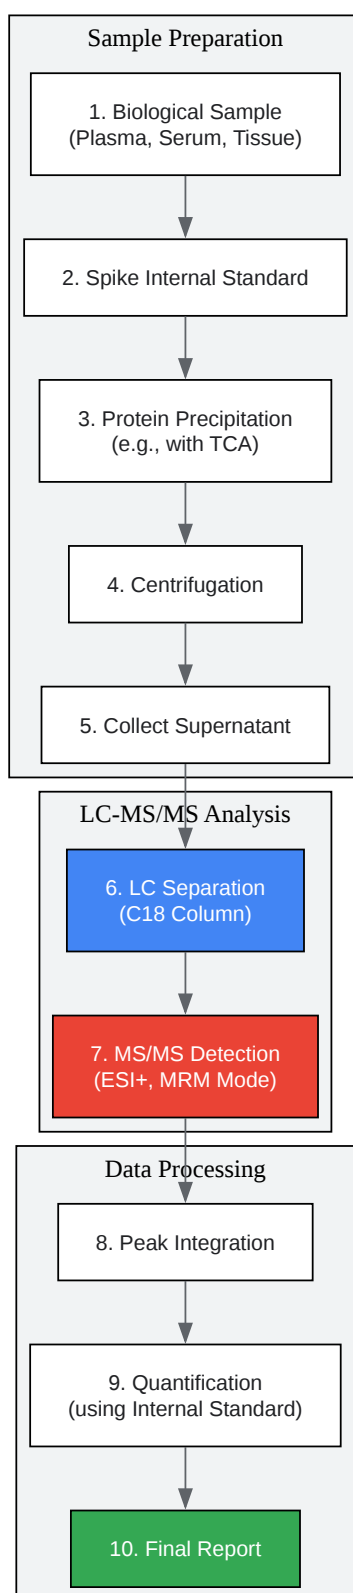 Sample Preparation
1. Biological Sample
(Plasma, Serum, Tissue)
2. Spike Internal Standard
3. Protein Precipitation
(e.g., with TCA)
4. Centrifugation
5. Collect Supernatant
LC-MS/MS Analysis
6. LC Separation
(C18 Column)
7. MS/MS Detection
(ESI+, MRM Mode)
Data Processing
8. Peak Integration
9. Quantification
(using Internal Standard)
10. Final Report